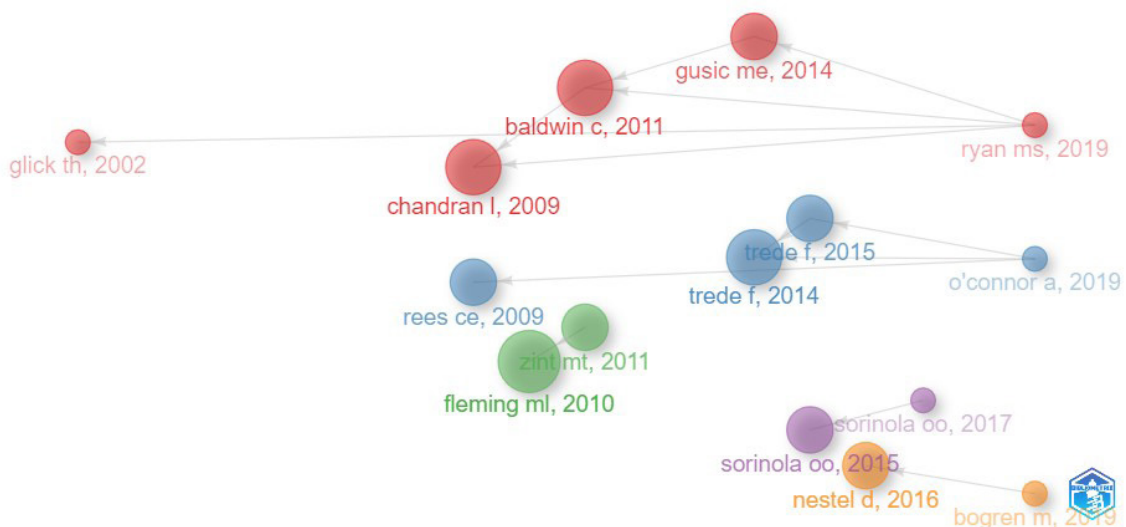 gusic me, 2014
baldwin c, 2011
glick th, 2002
ryan ms, 2019
chandran l, 2009
trede f, 2015
o'connor a, 2019
trede f, 2014
rees ce, 2009
zint mt, 2011
fleming ml, 2010
sorinola oo, 2017
sorinola oo, 2015
nestel d, 2016
bogren m, 2019
BIBLIOMETRIX